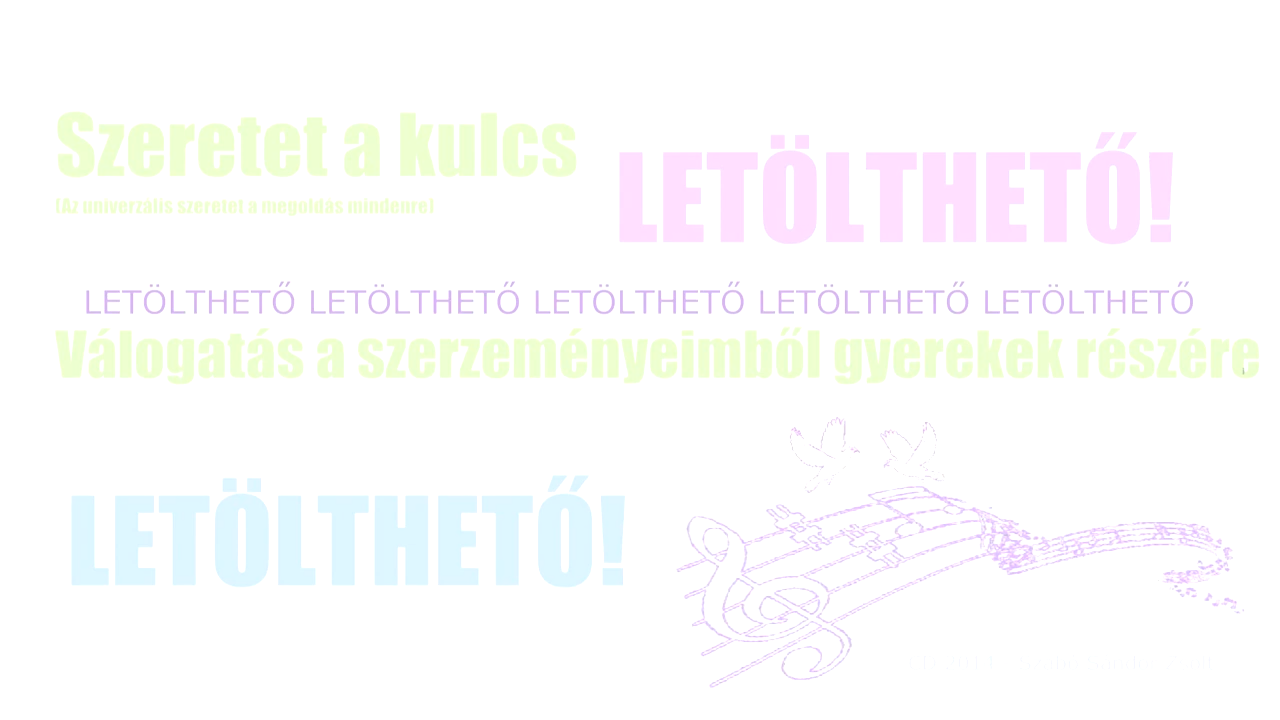 Szeretet a kulcs
(Az univerzális szeretet a megoldás mindenre)
LETÖLTHETŐ!
LETÖLTHETŐ LETÖLTHETŐ LETÖLTHETŐ LETÖLTHETŐ LETÖLTHETŐ
Válogatás a szerzeményeimből gyerekek részére
LETÖLTHETŐ!